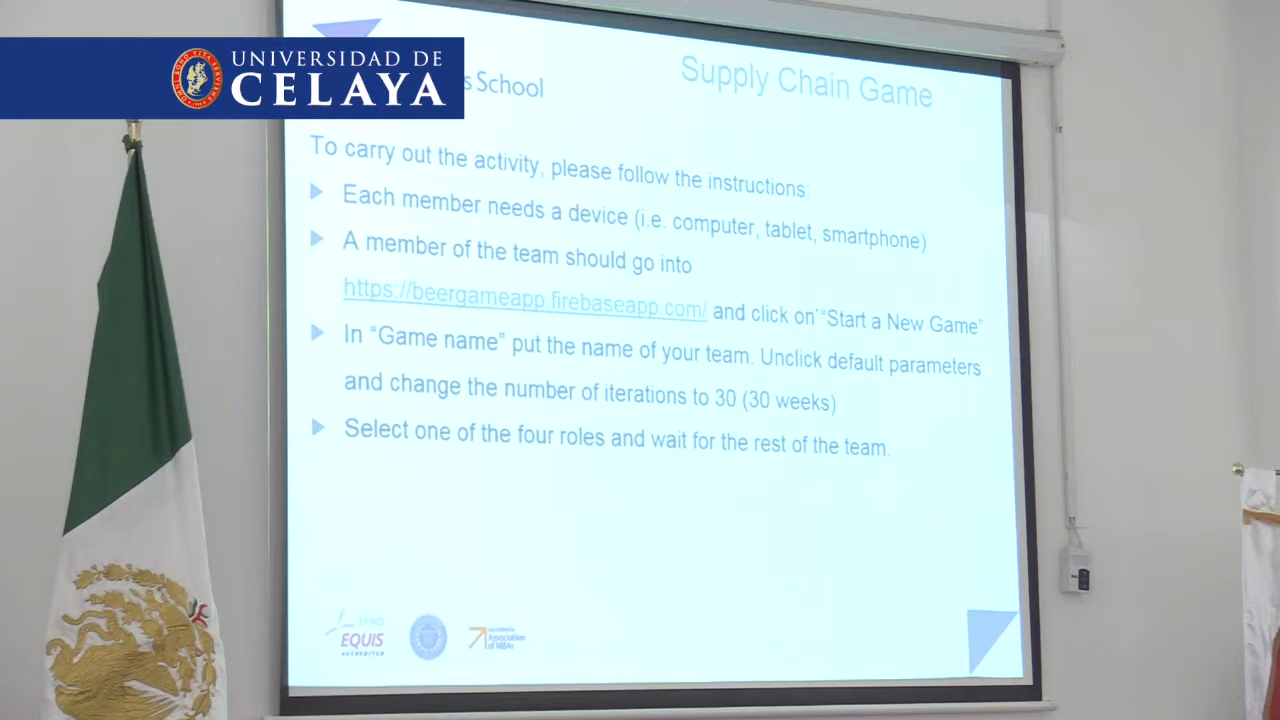 UNIVERSIDAD DE
CELAYA
s School
Supply Chain Game
To carry out the activity, please follow the instructions:
Each member needs a device (i.e. computer, tablet, smartphone)
A member of the team should go into
https://beergameapp.firebaseapp.com/ and click on "Start a New Game"
In “Game name” put the name of your team. Unclick default parameters
and change the number of iterations to 30 (30 weeks)
Select one of the four roles and wait for the rest of the team.
EFMD
EQUIS
ACCREDITED
Association
of MBAs